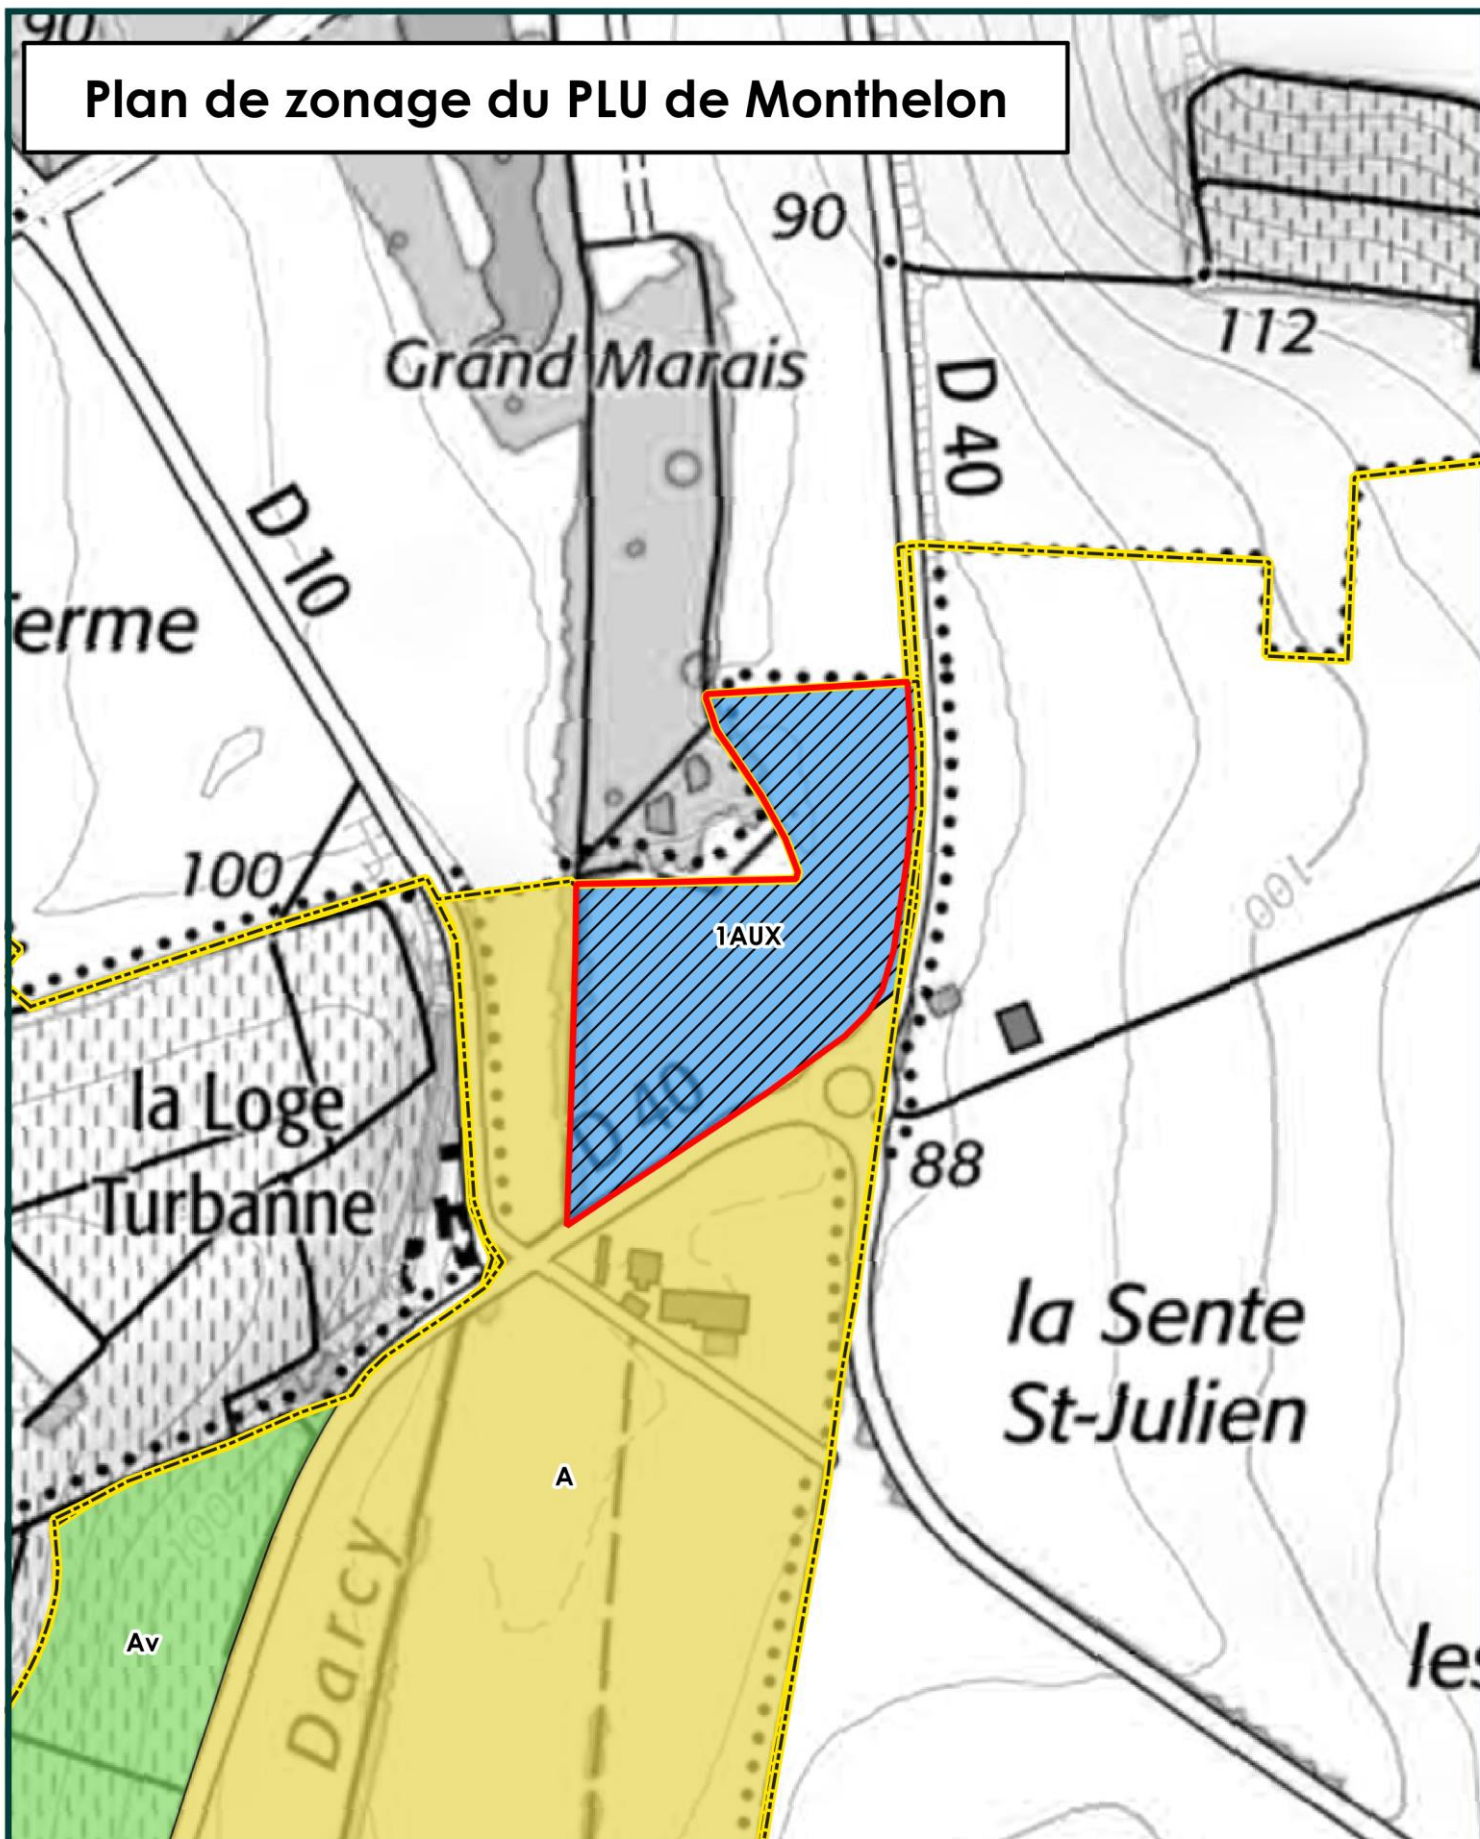 90
Plan de zonage du PLU de Monthelon
90
112
Grand Marais
D 40
D 10
erme
100
1AUX
100
la Loge
Turbanne
D 40
88
la Sente
St-Julien
A
100
Darcy
Av
les